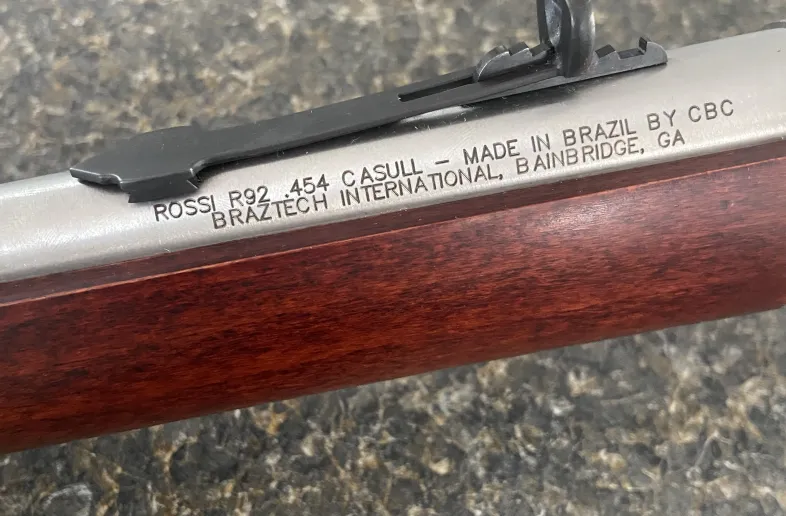 ROSSI R92 .454 CASULL – MADE IN BRAZIL BY CBC
BRAZTECH INTERNATIONAL, BAINBRIDGE, GA